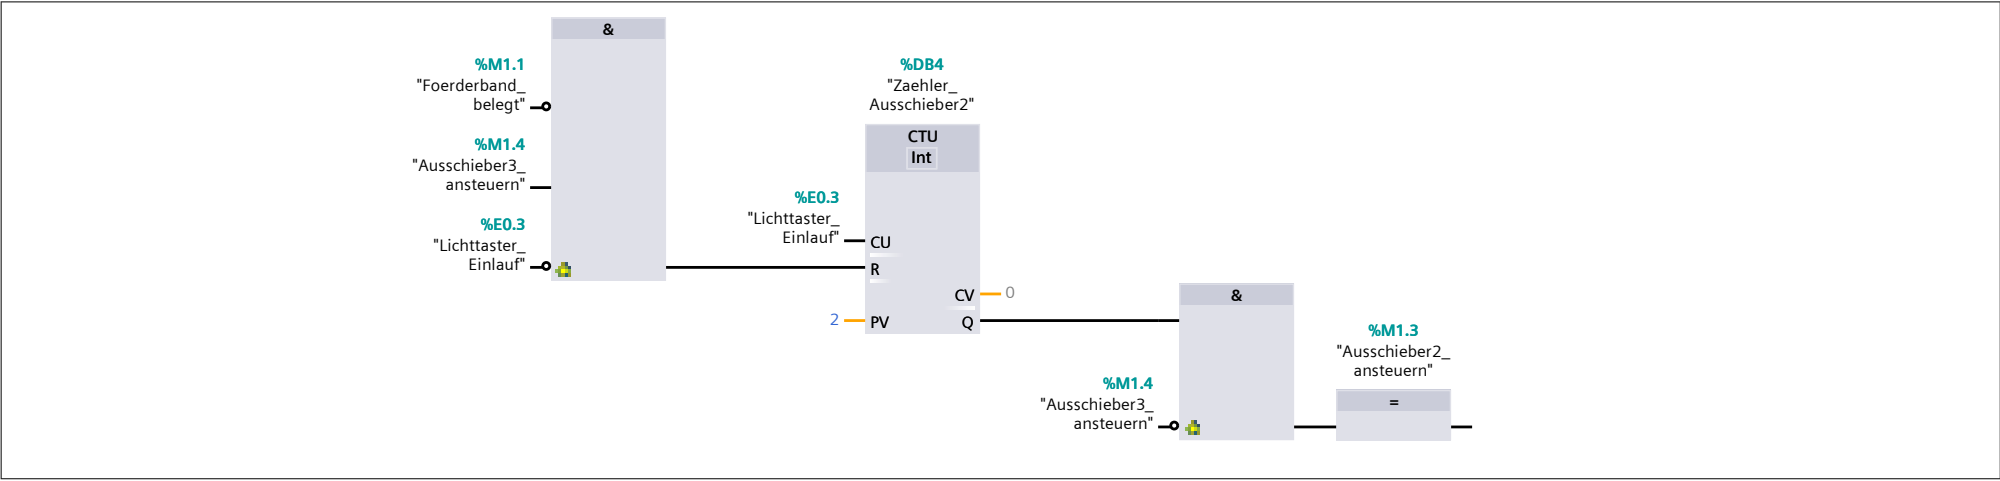 &
%M1.1
"Foerderband_
belegt"
%M1.4
"Ausschieber3_
ansteuern"
%E0.3
"Lichttaster_
Einlauf"
%DB4
"Zaehler_
Ausschieber2"
CTU
Int
%E0.3
"Lichttaster_
Einlauf"
CU
R
CV
0
2
PV
Q
&
%M1.4
"Ausschieber3_
ansteuern"
%M1.3
"Ausschieber2_
ansteuern"
=